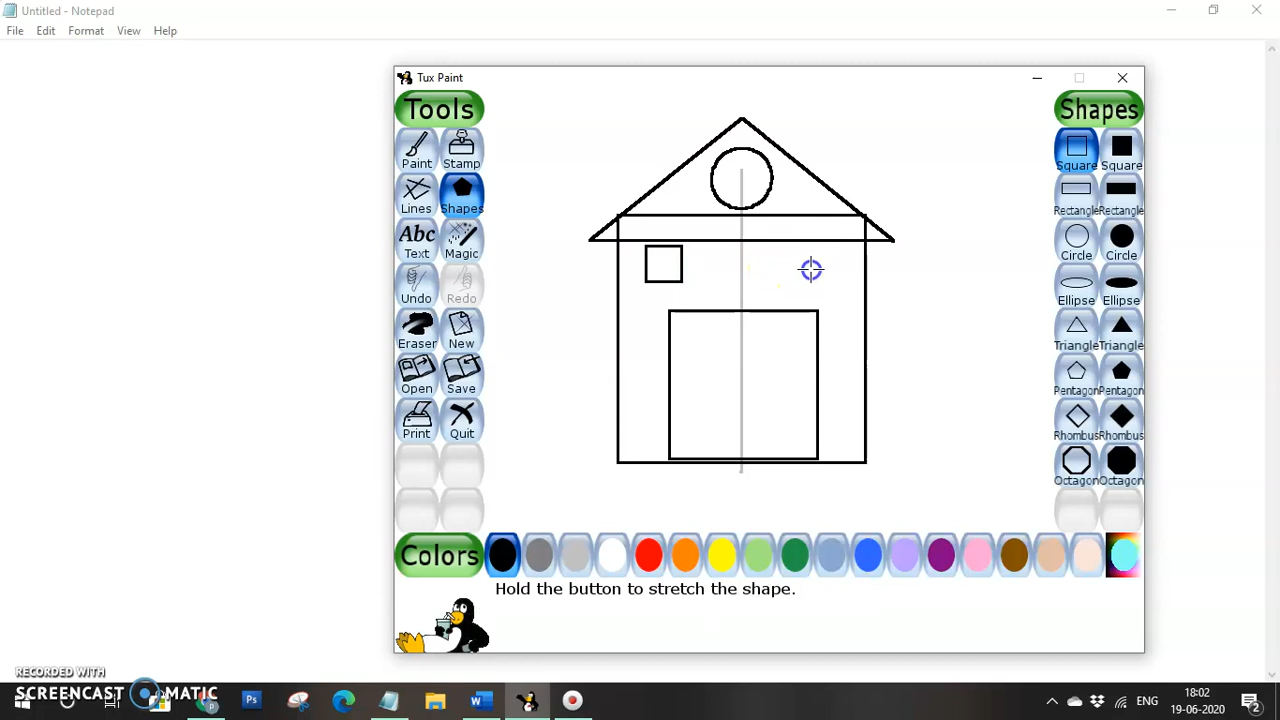 Untitled - Notepad
File Edit Format View Help
Tux Paint
Tools
Shapes
Paint Stamp
Square Square
Lines Shapes
Rectangle Rectangle
Abc
Text Magic
Circle Circle
Undo Redo
Ellipse Ellipse
Eraser New
Triangle Triangle
Open Save
Pentagon Pentagon
Print Quit
Rhombus Rhombus
Octagon Octagon
Colors
Hold the button to stretch the shape.
RECORDED WITH
SCREENCAST MATIC
Ps
ENG
18:02
19-06-2020
2